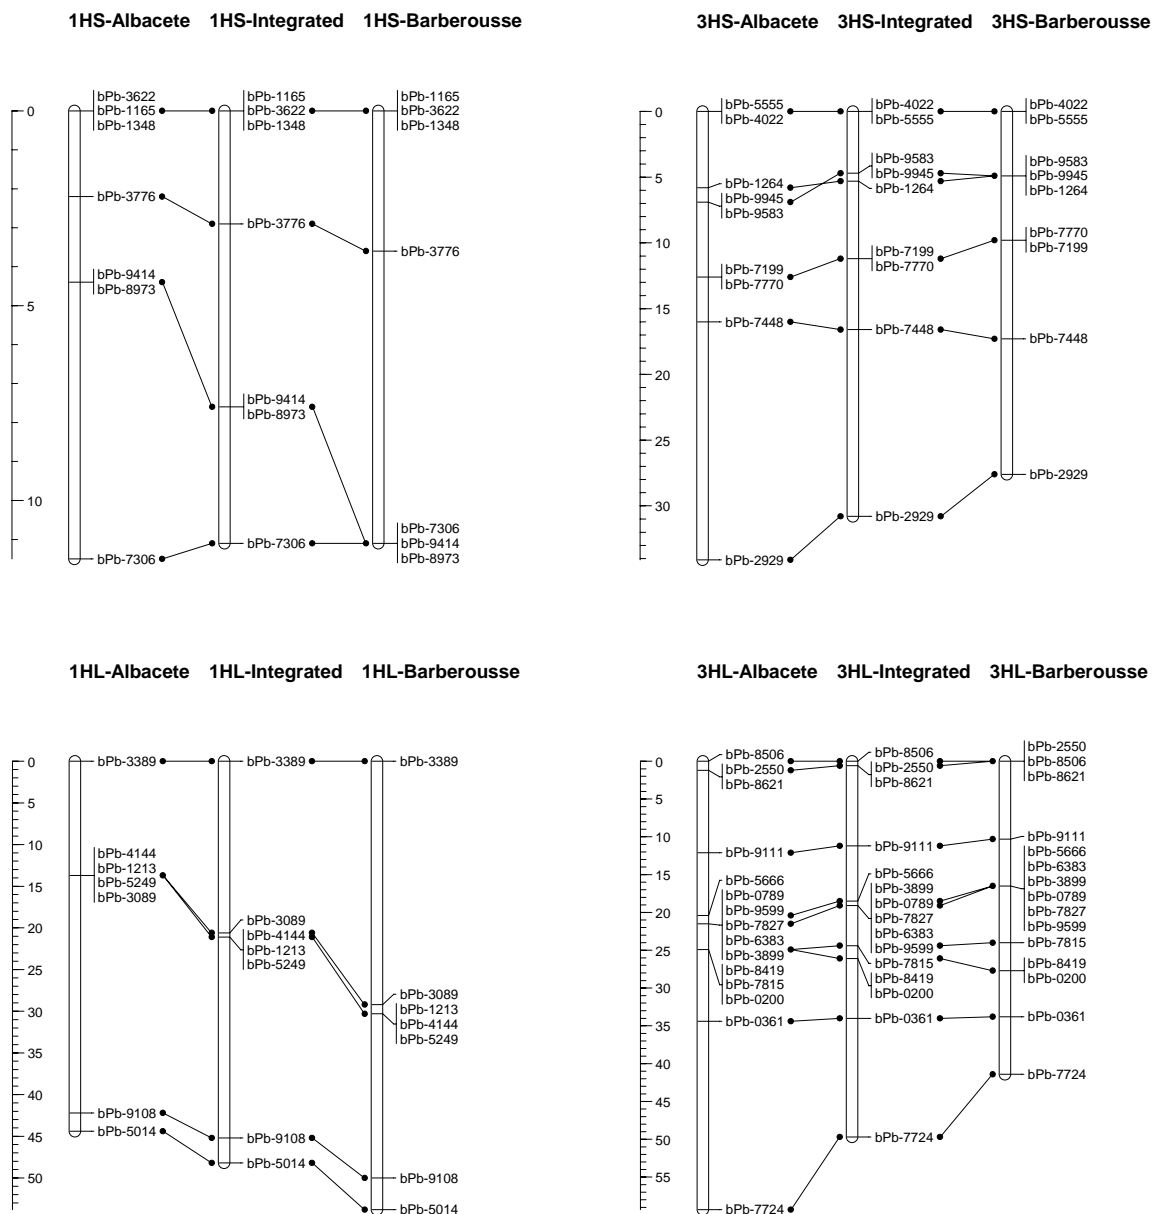 1HS-Albacete 1HS-Integrated 1HS-Barberousse
0
5
10
bPb-3622
bPb-1165
bPb-1348
bPb-3776
bPb-9414
bPb-8973
bPb-7306
bPb-1165
bPb-3622
bPb-1348
bPb-3776
bPb-9414
bPb-8973
bPb-7306
bPb-1165
bPb-3622
bPb-1348
bPb-3776
bPb-7306
bPb-9414
bPb-8973
3HS-Albacete 3HS-Integrated 3HS-Barberousse
0
5
10
15
20
25
30
bPb-5555
bPb-4022
bPb-1264
bPb-9945
bPb-9583
bPb-7199
bPb-7770
bPb-7448
bPb-2929
bPb-4022
bPb-5555
bPb-9583
bPb-9945
bPb-1264
bPb-7199
bPb-7770
bPb-7448
bPb-2929
bPb-4022
bPb-5555
bPb-9583
bPb-9945
bPb-1264
bPb-7770
bPb-7199
bPb-7448
bPb-2929
1HL-Albacete 1HL-Integrated 1HL-Barberousse
0
5
10
15
20
25
30
35
40
45
50
bPb-3389
bPb-4144
bPb-1213
bPb-5249
bPb-3089
bPb-9108
bPb-5014
bPb-3389
bPb-3089
bPb-4144
bPb-1213
bPb-5249
bPb-9108
bPb-5014
bPb-3389
bPb-3089
bPb-1213
bPb-4144
bPb-5249
bPb-9108
bPb-5014
3HL-Albacete 3HL-Integrated 3HL-Barberousse
0
5
10
15
20
25
30
35
40
45
50
55
bPb-8506
bPb-2550
bPb-8621
bPb-9111
bPb-5666
bPb-0789
bPb-9599
bPb-7827
bPb-6383
bPb-3899
bPb-8419
bPb-7815
bPb-0200
bPb-0361
bPb-7724
bPb-8506
bPb-2550
bPb-8621
bPb-9111
bPb-5666
bPb-3899
bPb-0789
bPb-7827
bPb-6383
bPb-9599
bPb-7815
bPb-8419
bPb-0200
bPb-0361
bPb-7724
bPb-2550
bPb-8506
bPb-8621
bPb-9111
bPb-5666
bPb-6383
bPb-3899
bPb-0789
bPb-7827
bPb-9599
bPb-7815
bPb-8419
bPb-0200
bPb-0361
bPb-7724